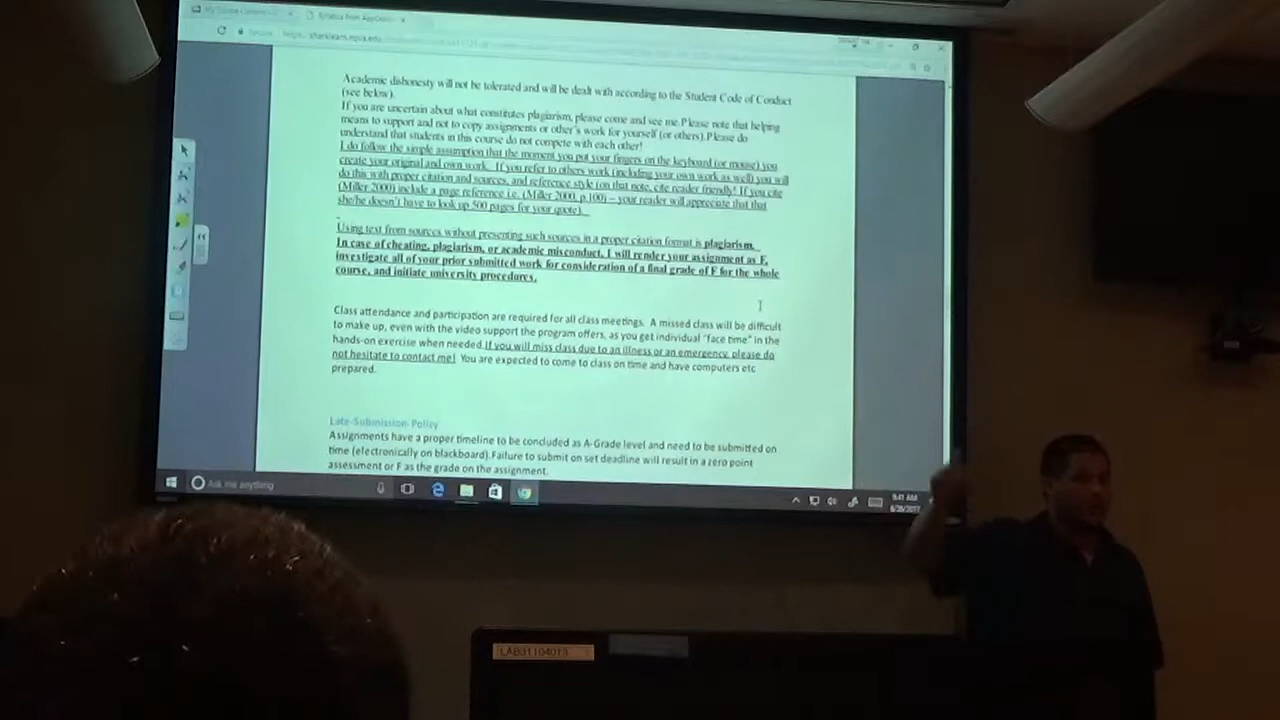 My Course Content
Syllabus from App
sharklearn.nova.edu
Academic dishonesty will not be tolerated and will be dealt with according to the Student Code of Conduct
(see below).
If you are uncertain about what constitutes plagiarism, please come and see me.Please note that helping
means to support and not to copy assignments or other's work for yourself (or others).Please do
understand that students in this course do not compete with each other!
I do follow the simple assumption that the moment you put your fingers on the keyboard (or mouse) you
create your original and own work. If you refer to others work (including your own work as well) you will
do this with proper citation and sources, and reference style (on that note, cite reader friendly! If you cite
(Miller 2000) include a page reference i.e. (Miller 2000, p.100) – your reader will appreciate that that
she/he doesn't have to look up 500 pages for your quote).
Using text from sources without presenting such sources in a proper citation format is plagiarism.
In case of cheating, plagiarism, or academic misconduct, I will render your assignment as F,
investigate all of your prior submitted work for consideration of a final grade of F for the whole
course, and initiate university procedures.
Class attendance and participation are required for all class meetings. A missed class will be difficult
to make up, even with the video support the program offers, as you get individual "face time" in the
hands-on exercise when needed.If you will miss class due to an illness or an emergency, please do
not hesitate to contact me! You are expected to come to class on time and have computers etc
prepared.
Late-Submission-Policy
Assignments have a proper timeline to be concluded as A-Grade level and need to be submitted on
time (electronically on blackboard).Failure to submit on set deadline will result in a zero point
assessment or F as the grade on the assignment.
Ask me anything
9:41 AM
6/26/2017
LAB31104013